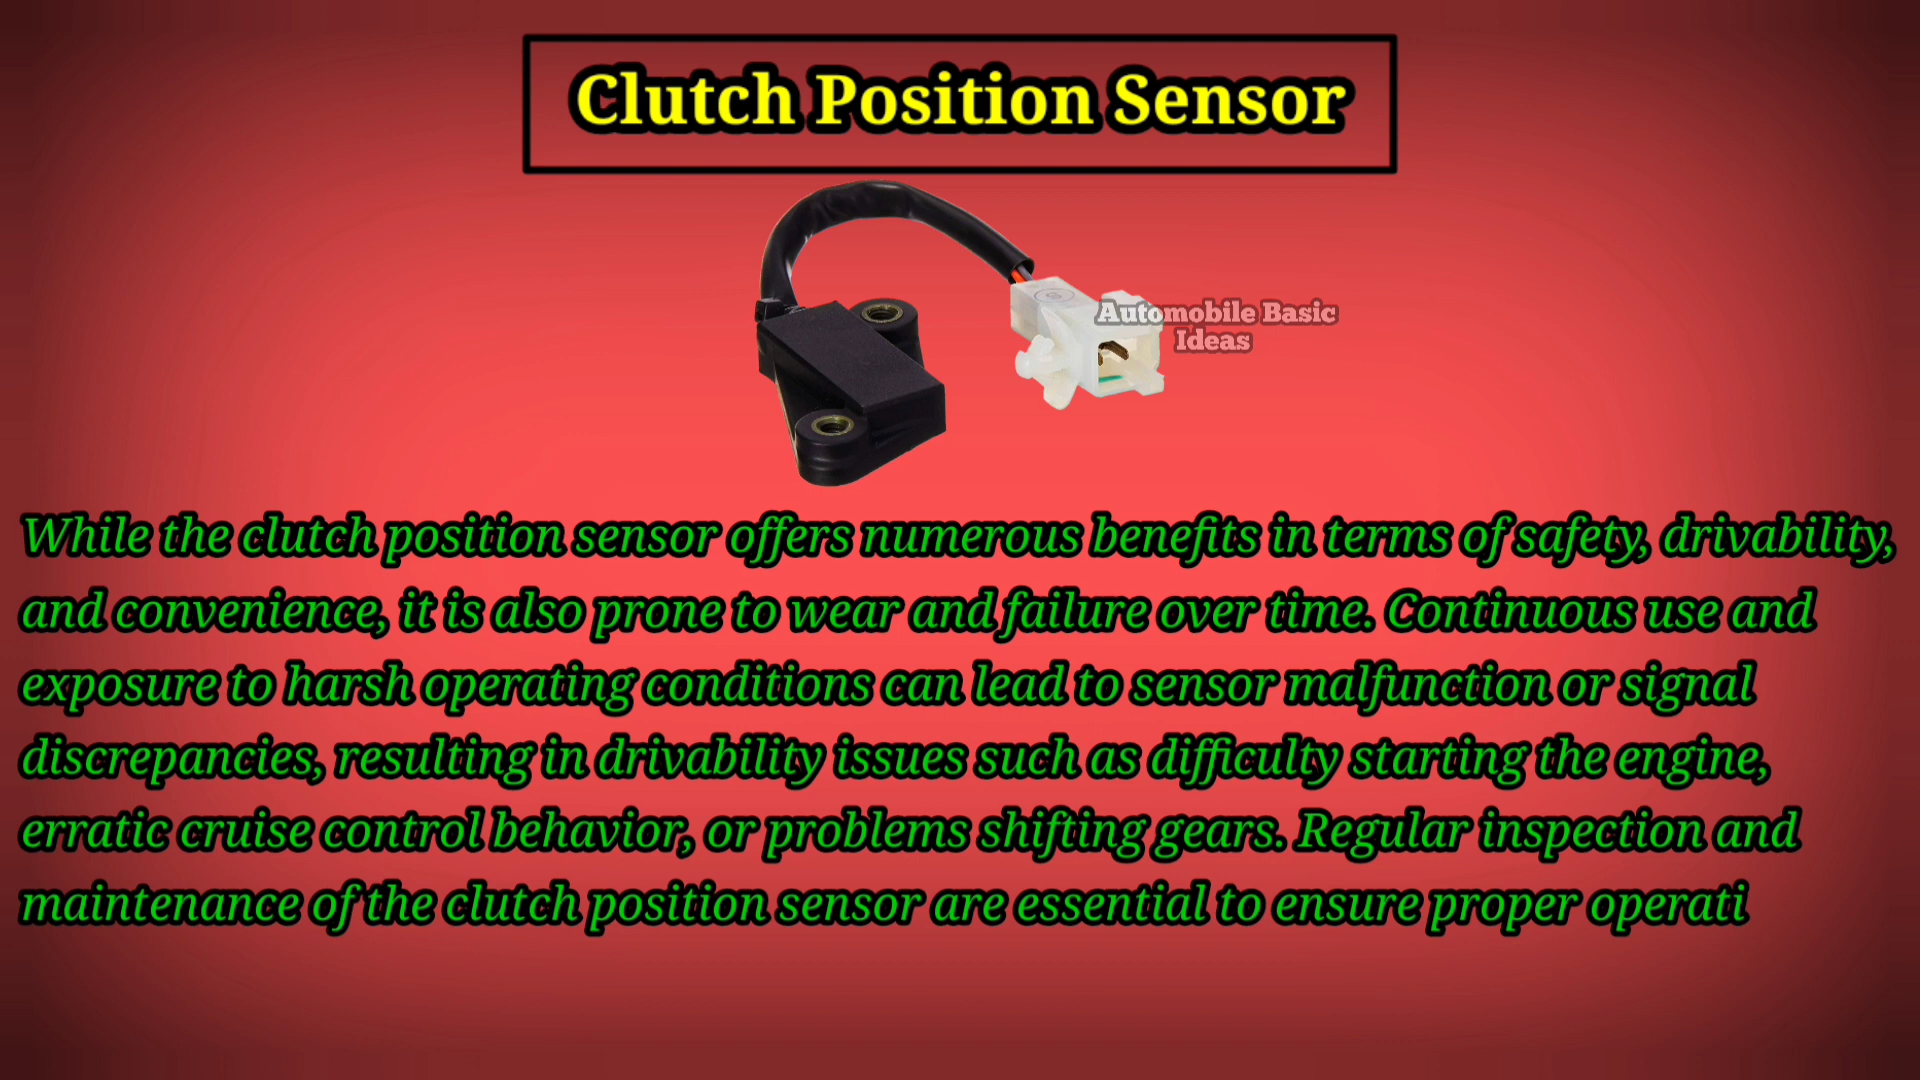 Clutch Position Sensor
Automobile Basic
Ideas
While the clutch position sensor offers numerous benefits in terms of safety, drivability,
and convenience, it is also prone to wear and failure over time. Continuous use and
exposure to harsh operating conditions can lead to sensor malfunction or signal
discrepancies, resulting in drivability issues such as difficulty starting the engine,
erratic cruise control behavior, or problems shifting gears. Regular inspection and
maintenance of the clutch position sensor are essential to ensure proper operati